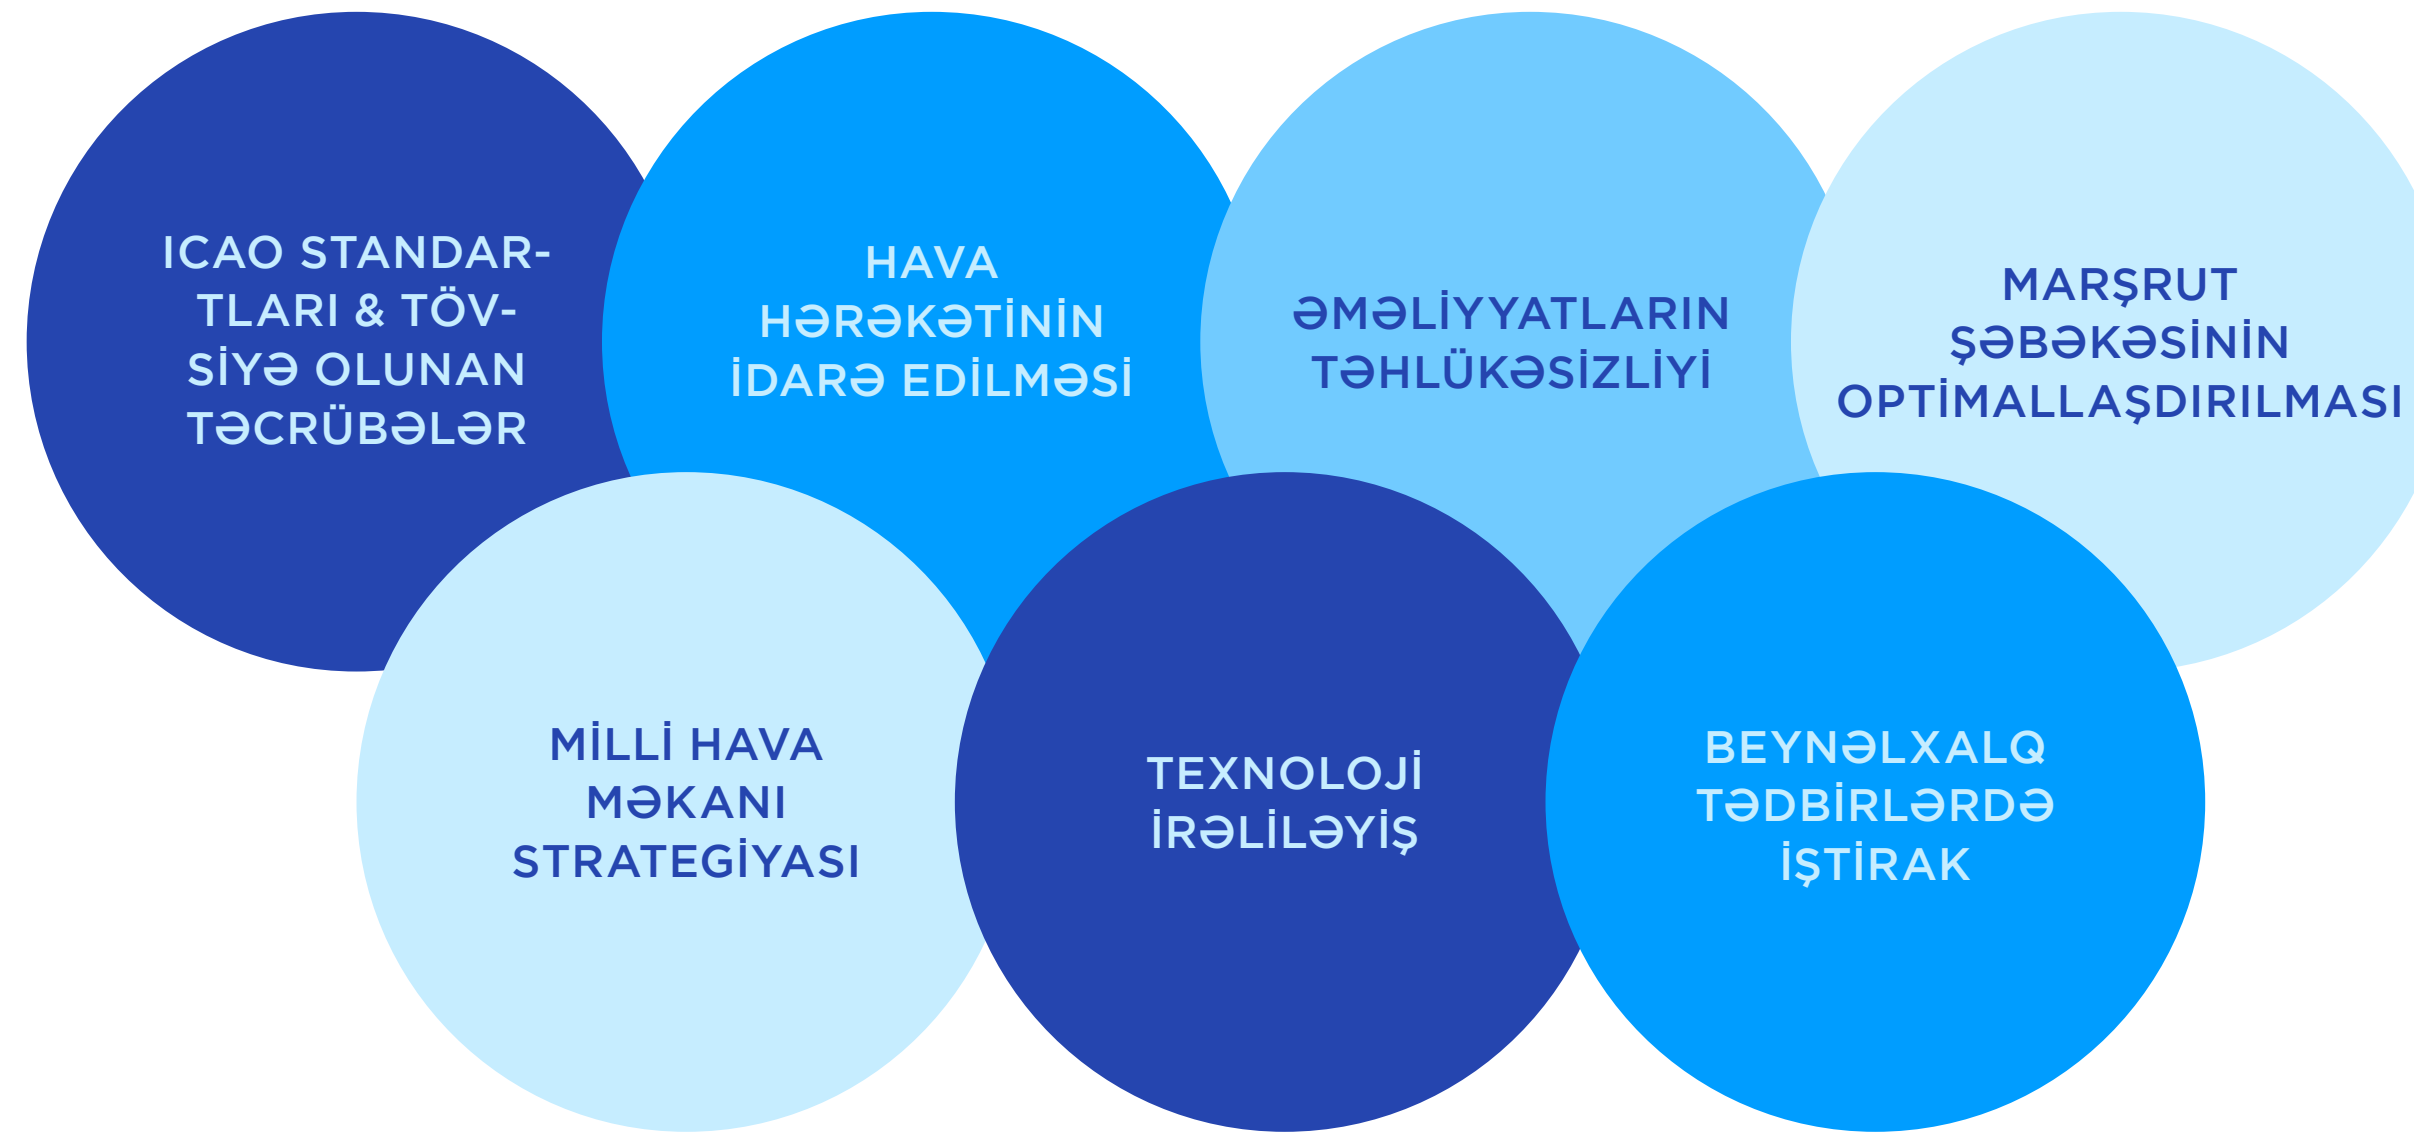 ICAO STANDAR-
TLARI & TÖV-
SİYƏ OLUNAN
TƏCRÜBƏLƏR
HAVA
HƏRƏKƏTİNİN
İDARƏ EDİLMƏSİ
ƏMƏLİYYATLARIN
TƏHLÜKƏSİZLİYİ
MARŞRUT
ŞƏBƏKƏSİNİN
OPTİMALLAŞDIRILMASI
MİLLİ HAVA
MƏKANI
STRATEGİYASI
TEXNOLOJİ
İRƏLİLƏYİŞ
BEYNƏLXALQ
TƏDBİRLƏRDƏ
İŞTİRAK